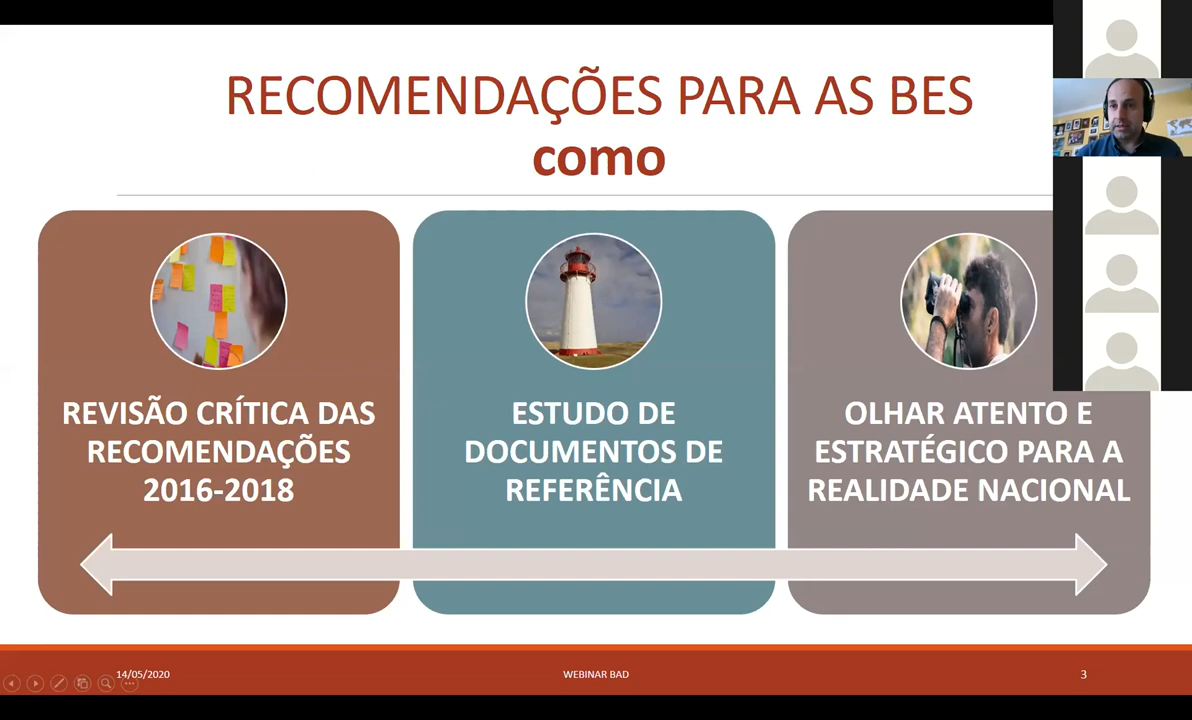 RECOMENDAÇÕES PARA AS BES
como
REVISÃO CRÍTICA DAS
RECOMENDAÇÕES
2016-2018
ESTUDO DE
DOCUMENTOS DE
REFERÊNCIA
OLHAR ATENTO E
ESTRATÉGICO PARA A
REALIDADE NACIONAL
14/05/2020
WEBINAR BAD
3